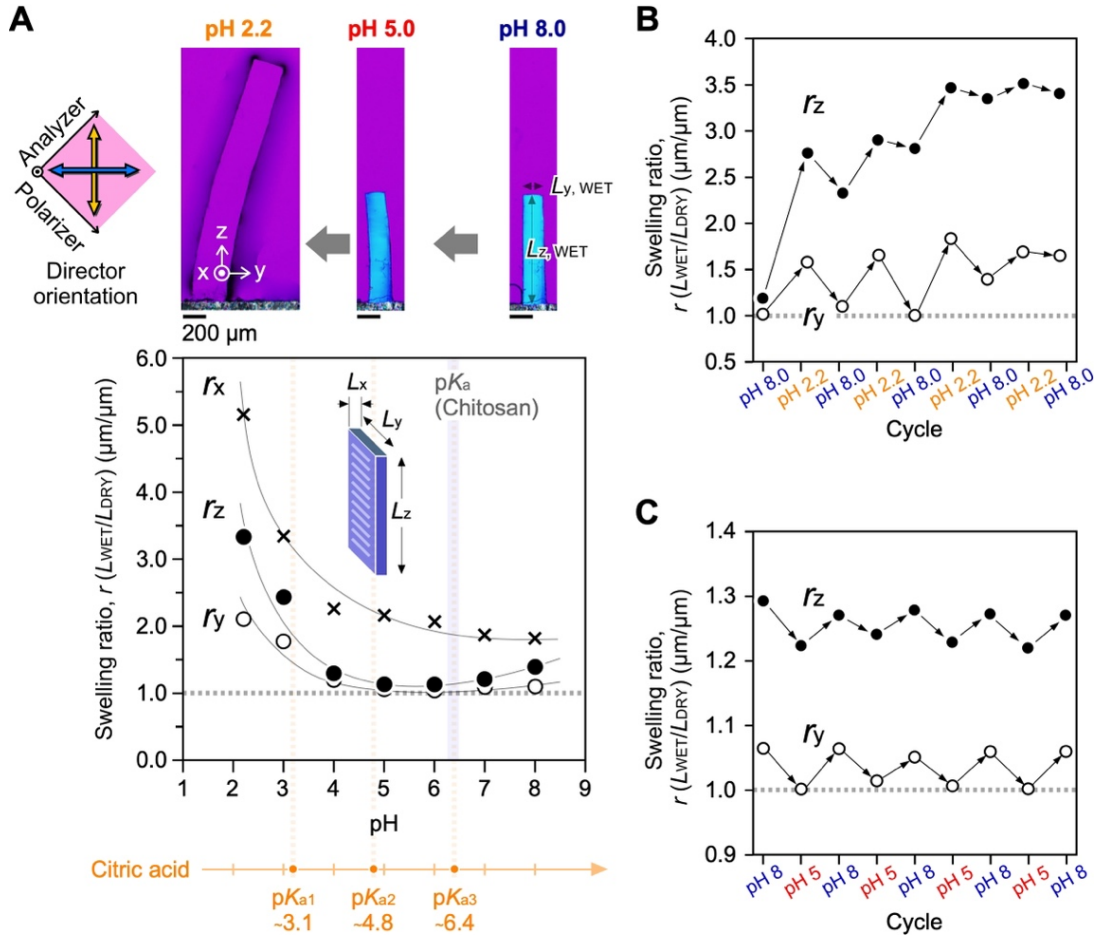 A
pH 2.2
pH 5.0
pH 8.0
Analyzer
Polarizer
Director
orientation
z
x
y
Ly, WET
Lz, WET
200 µm
Swelling ratio, r (LWET/LDRY) (µm/µm)
6.0
5.0
4.0
3.0
2.0
1.0
0.0
rx
rz
ry
Lx
Ly
Lz
pKa
(Chitosan)
1 2 3 4 5 6 7 8 9
pH
Citric acid
pKa1
~3.1
pKa2
~4.8
pKa3
~6.4
B
Swelling ratio,
r (LWET/LDRY) (µm/µm)
4.0
3.5
3.0
2.5
2.0
1.5
1.0
0.5
rz
ry
pH 8.0 pH 2.2 pH 8.0 pH 2.2 pH 8.0 pH 2.2 pH 8.0 pH 2.2 pH 8.0
Cycle
C
Swelling ratio,
r (LWET/LDRY) (µm/µm)
1.4
1.3
1.2
1.1
1.0
0.9
rz
ry
pH 8 pH 5 pH 8 pH 5 pH 8 pH 5 pH 8 pH 5 pH 8
Cycle